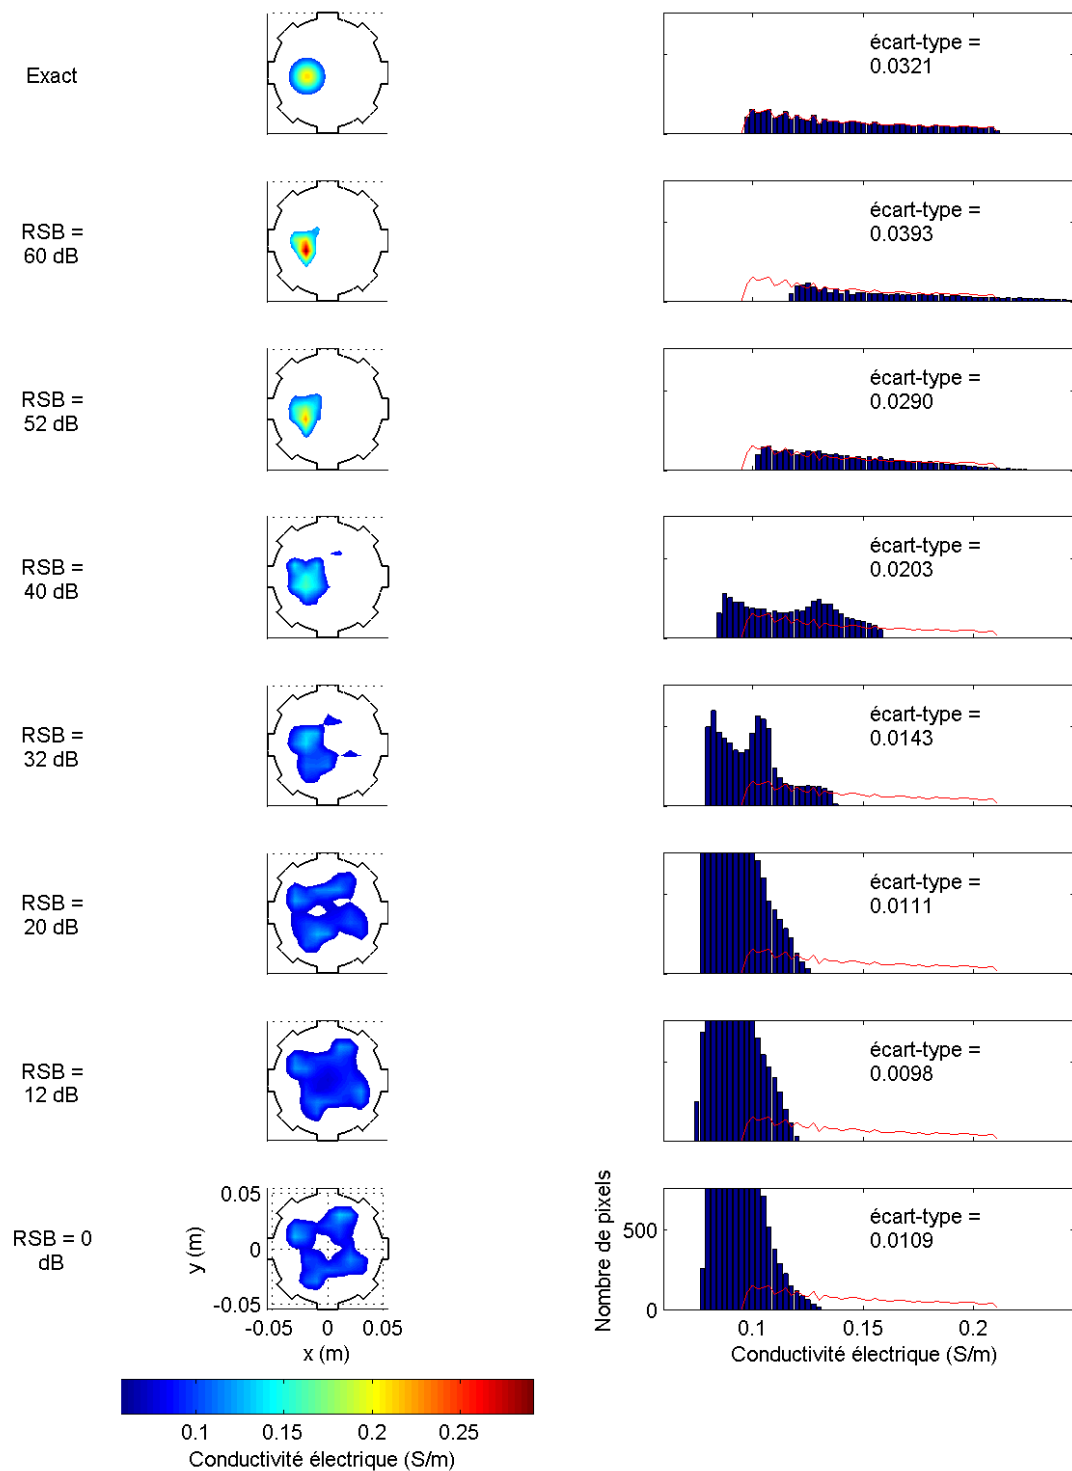 Exact
écart-type =
0.0321
RSB =
60 dB
écart-type =
0.0393
RSB =
52 dB
écart-type =
0.0290
RSB =
40 dB
écart-type =
0.0203
RSB =
32 dB
écart-type =
0.0143
RSB =
20 dB
écart-type =
0.0111
RSB =
12 dB
écart-type =
0.0098
RSB = 0
dB
0.05
0
-0.05
y (m)
-0.05 0 0.05
x (m)
écart-type =
0.0109
Nombre de pixels
500
0
0.1 0.15 0.2
Conductivité électrique (S/m)
0.1 0.15 0.2 0.25
Conductivité électrique (S/m)